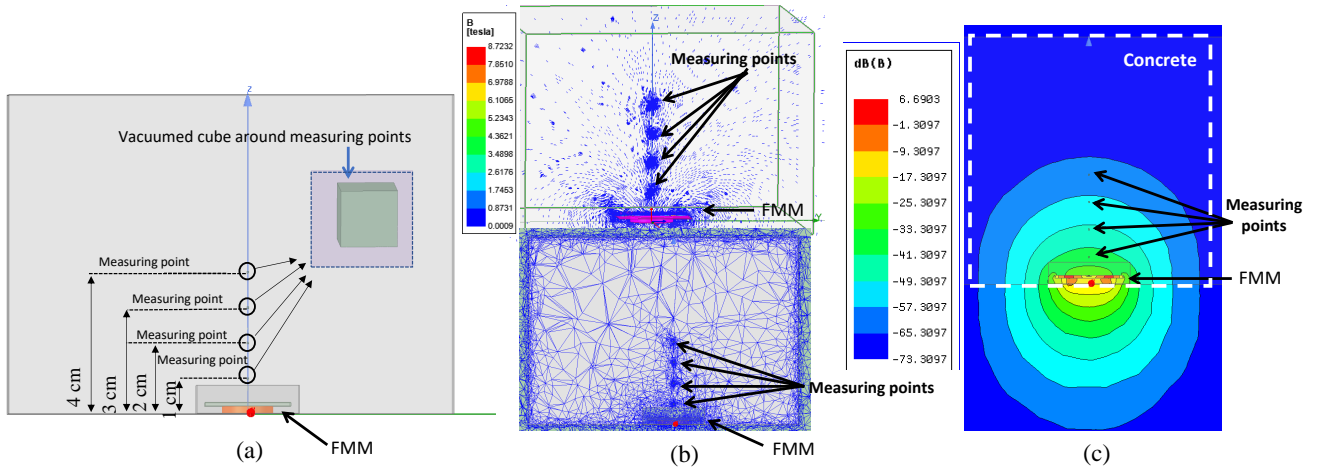 z
Vacuumed cube around measuring points
Measuring point
Measuring point
Measuring point
Measuring point
4 cm
3 cm
2 cm
1 cm
FMM
(a)
B
[tesla]
8.7232
7.8510
6.9788
6.1065
5.2343
4.3621
3.4898
2.6176
1.7453
0.8731
0.0009
Z
Measuring points
FMM
Y
Measuring points
FMM
(b)
dB(B)
6.6903
-1.3097
-9.3097
-17.3097
-25.3097
-33.3097
-41.3097
-49.3097
-57.3097
-65.3097
-73.3097
Concrete
Measuring
points
FMM
(c)